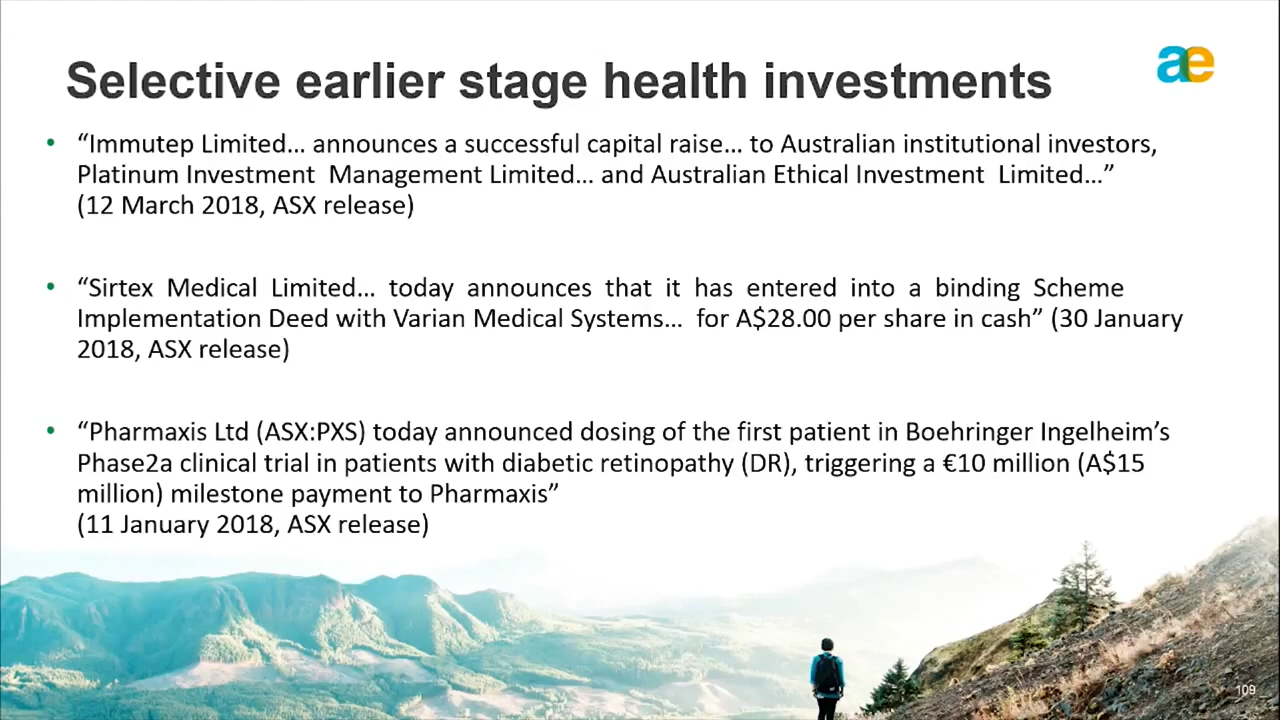 Selective earlier stage health investments
ae
• “Immutep Limited… announces a successful capital raise… to Australian institutional investors,
Platinum Investment Management Limited… and Australian Ethical Investment Limited…”
(12 March 2018, ASX release)
• “Sirtex Medical Limited… today announces that it has entered into a binding Scheme
Implementation Deed with Varian Medical Systems… for A$28.00 per share in cash” (30 January
2018, ASX release)
• “Pharmaxis Ltd (ASX:PXS) today announced dosing of the first patient in Boehringer Ingelheim’s
Phase2a clinical trial in patients with diabetic retinopathy (DR), triggering a €10 million (A$15
million) milestone payment to Pharmaxis”
(11 January 2018, ASX release)
109